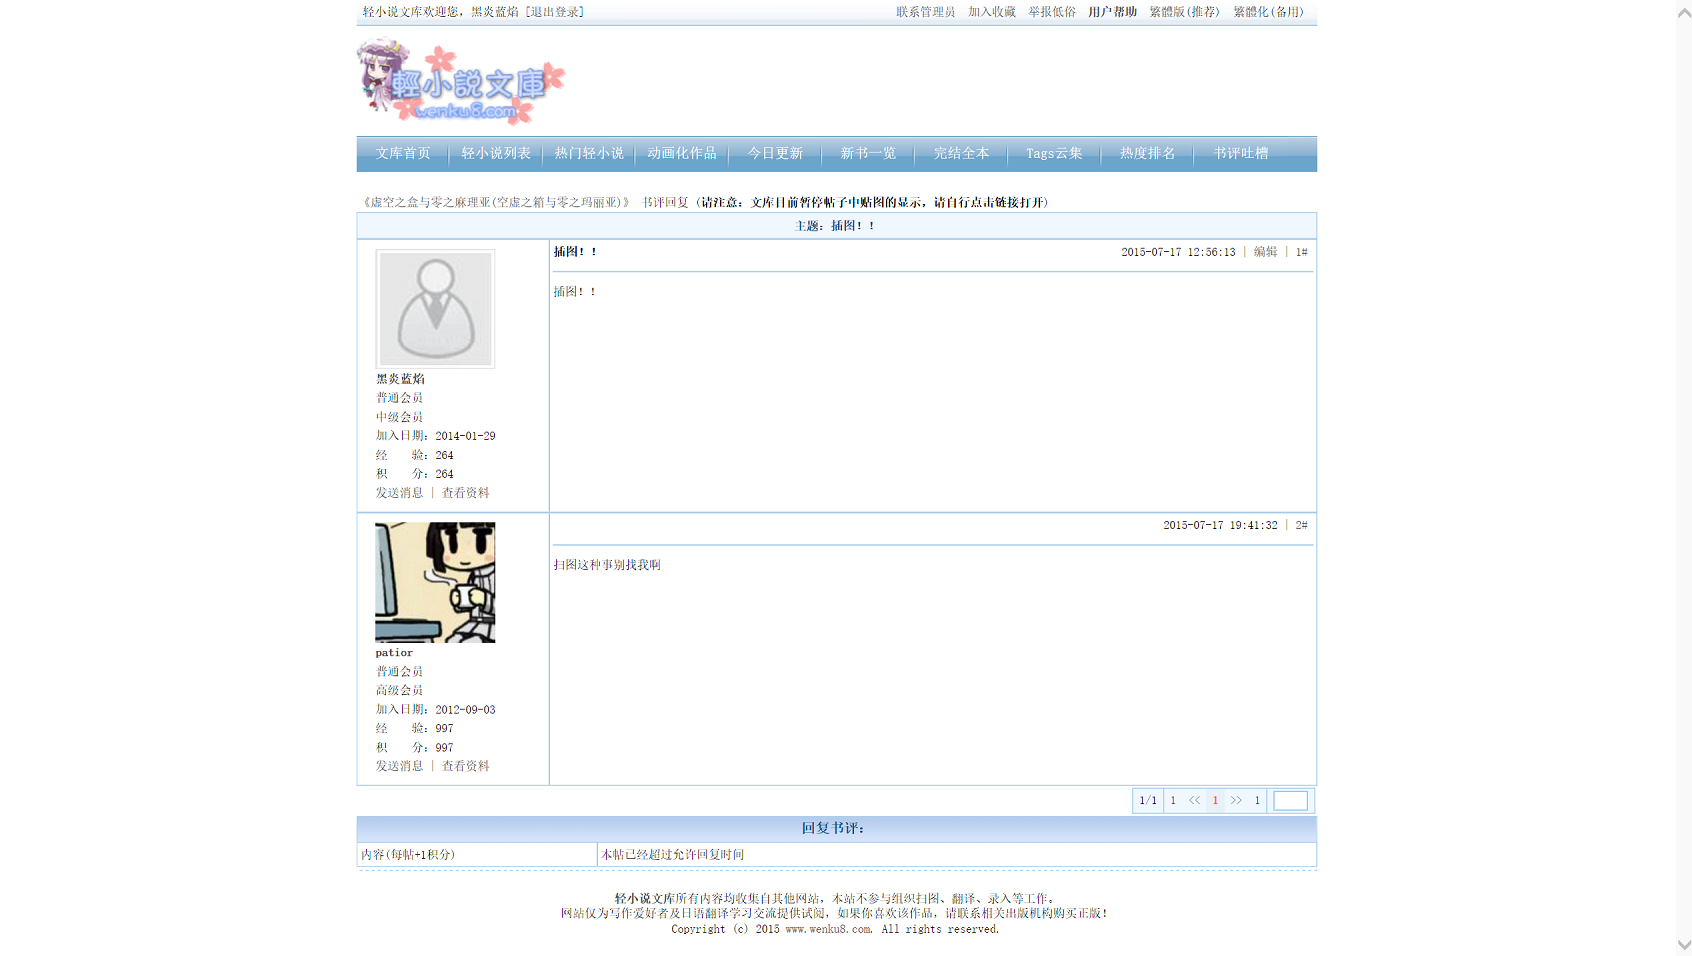 轻小说文库欢迎您，黑炎蓝焰 [退出登录]
联系管理员 加入收藏 举报低俗 用户帮助 繁體版(推荐) 繁體化(备用)
輕小説文庫
wenku8.com
文库首页 轻小说列表 热门轻小说 动画化作品 今日更新 新书一览 完结全本 Tags云集 热度排名 书评吐槽
《虚空之盒与零之麻理亚(空虚之箱与零之玛丽亚)》 书评回复 (请注意：文库目前暂停帖子中贴图的显示，请自行点击链接打开)
主题：插图！！
插图！！
2015-07-17 12:56:13 | 编辑 | 1#
插图！！
黑炎蓝焰
普通会员
中级会员
加入日期：2014-01-29
经 验：264
积 分：264
发送消息 | 查看资料
2015-07-17 19:41:32 | 2#
扫图这种事别找我啊
patior
普通会员
高级会员
加入日期：2012-09-03
经 验：997
积 分：997
发送消息 | 查看资料
1/1 1 << 1 >> 1
回复书评：
内容(每帖+1积分)
本帖已经超过允许回复时间
轻小说文库所有内容均收集自其他网站，本站不参与组织扫图、翻译、录入等工作。
网站仅为写作爱好者及日语翻译学习交流提供试阅，如果你喜欢该作品，请联系相关出版机构购买正版！
Copyright (c) 2015 www.wenku8.com. All rights reserved.